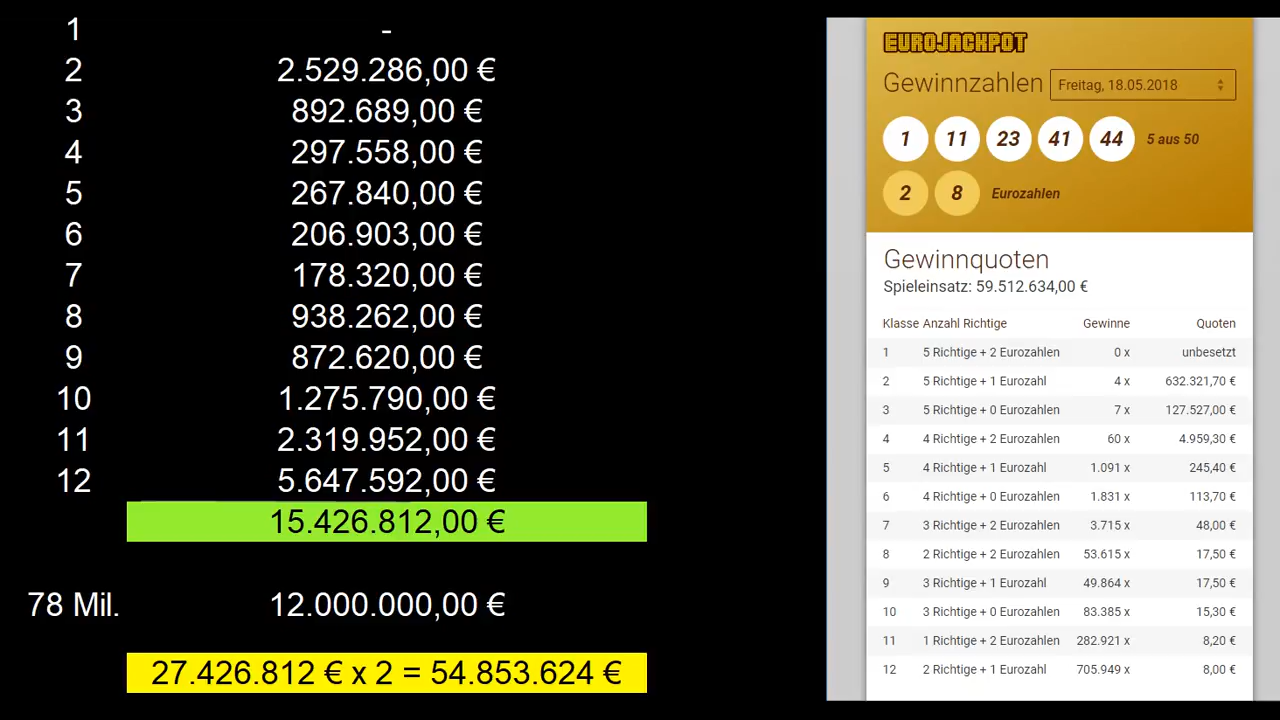 1 -
2 2.529.286,00 €
3 892.689,00 €
4 297.558,00 €
5 267.840,00 €
6 206.903,00 €
7 178.320,00 €
8 938.262,00 €
9 872.620,00 €
10 1.275.790,00 €
11 2.319.952,00 €
12 5.647.592,00 €
15.426.812,00 €
78 Mil. 12.000.000,00 €
27.426.812 € x 2 = 54.853.624 €
EUROJACKPOT
Gewinnzahlen Freitag, 18.05.2018
1 11 23 41 44 5 aus 50
2 8 Eurozahlen
Gewinnquoten
Spieleinsatz: 59.512.634,00 €
Klasse Anzahl Richtige Gewinne Quoten
1 5 Richtige + 2 Eurozahlen 0 x unbesetzt
2 5 Richtige + 1 Eurozahl 4 x 632.321,70 €
3 5 Richtige + 0 Eurozahlen 7 x 127.527,00 €
4 4 Richtige + 2 Eurozahlen 60 x 4.959,30 €
5 4 Richtige + 1 Eurozahl 1.091 x 245,40 €
6 4 Richtige + 0 Eurozahlen 1.831 x 113,70 €
7 3 Richtige + 2 Eurozahlen 3.715 x 48,00 €
8 2 Richtige + 2 Eurozahlen 53.615 x 17,50 €
9 3 Richtige + 1 Eurozahl 49.864 x 17,50 €
10 3 Richtige + 0 Eurozahlen 83.385 x 15,30 €
11 1 Richtige + 2 Eurozahlen 282.921 x 8,20 €
12 2 Richtige + 1 Eurozahl 705.949 x 8,00 €